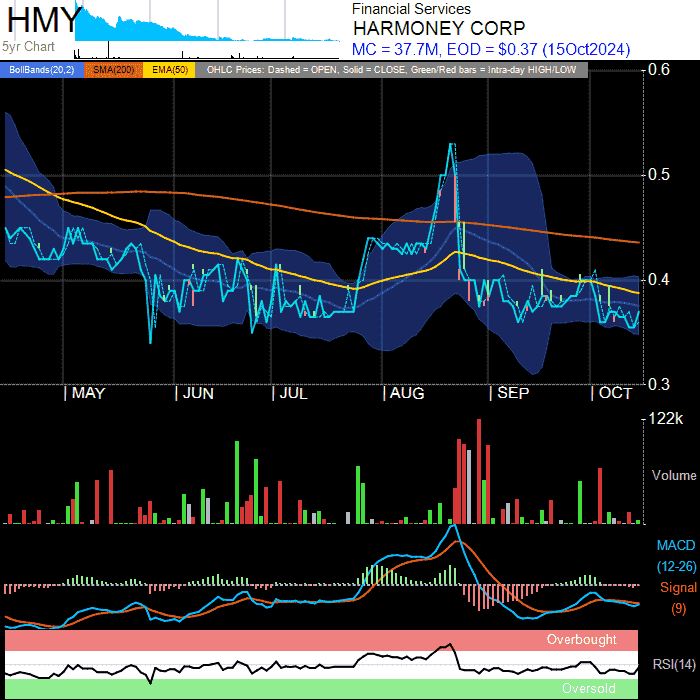 HMY
5yr Chart
Financial Services
HARMONEY CORP
MC = 37.7M, EOD = $0.37 (15Oct2024)
BollBands(20,2) SMA(200) EMA(50) OHLC Prices: Dashed = OPEN, Solid = CLOSE, Green/Red bars = Intra-day HIGH/LOW
0.6
0.5
0.4
0.3
| MAY | JUN | JUL | AUG | SEP | OCT
122k
Volume
MACD
(12-26)
Signal
(9)
Overbought
RSI(14)
Oversold